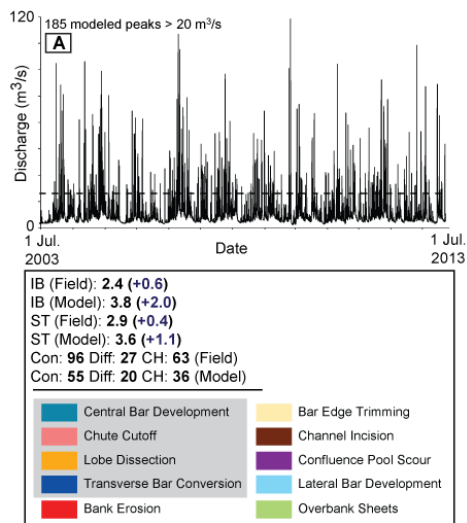 185 modeled peaks > 20 m³/s
A
120
Discharge (m³/s)
0
1 Jul.
2003
Date
1 Jul.
2013
IB (Field): 2.4 (+0.6)
IB (Model): 3.8 (+2.0)
ST (Field): 2.9 (+0.4)
ST (Model): 3.6 (+1.1)
Con: 96 Diff: 27 CH: 63 (Field)
Con: 55 Diff: 20 CH: 36 (Model)
Central Bar Development
Chute Cutoff
Lobe Dissection
Transverse Bar Conversion
Bank Erosion
Bar Edge Trimming
Channel Incision
Confluence Pool Scour
Lateral Bar Development
Overbank Sheets